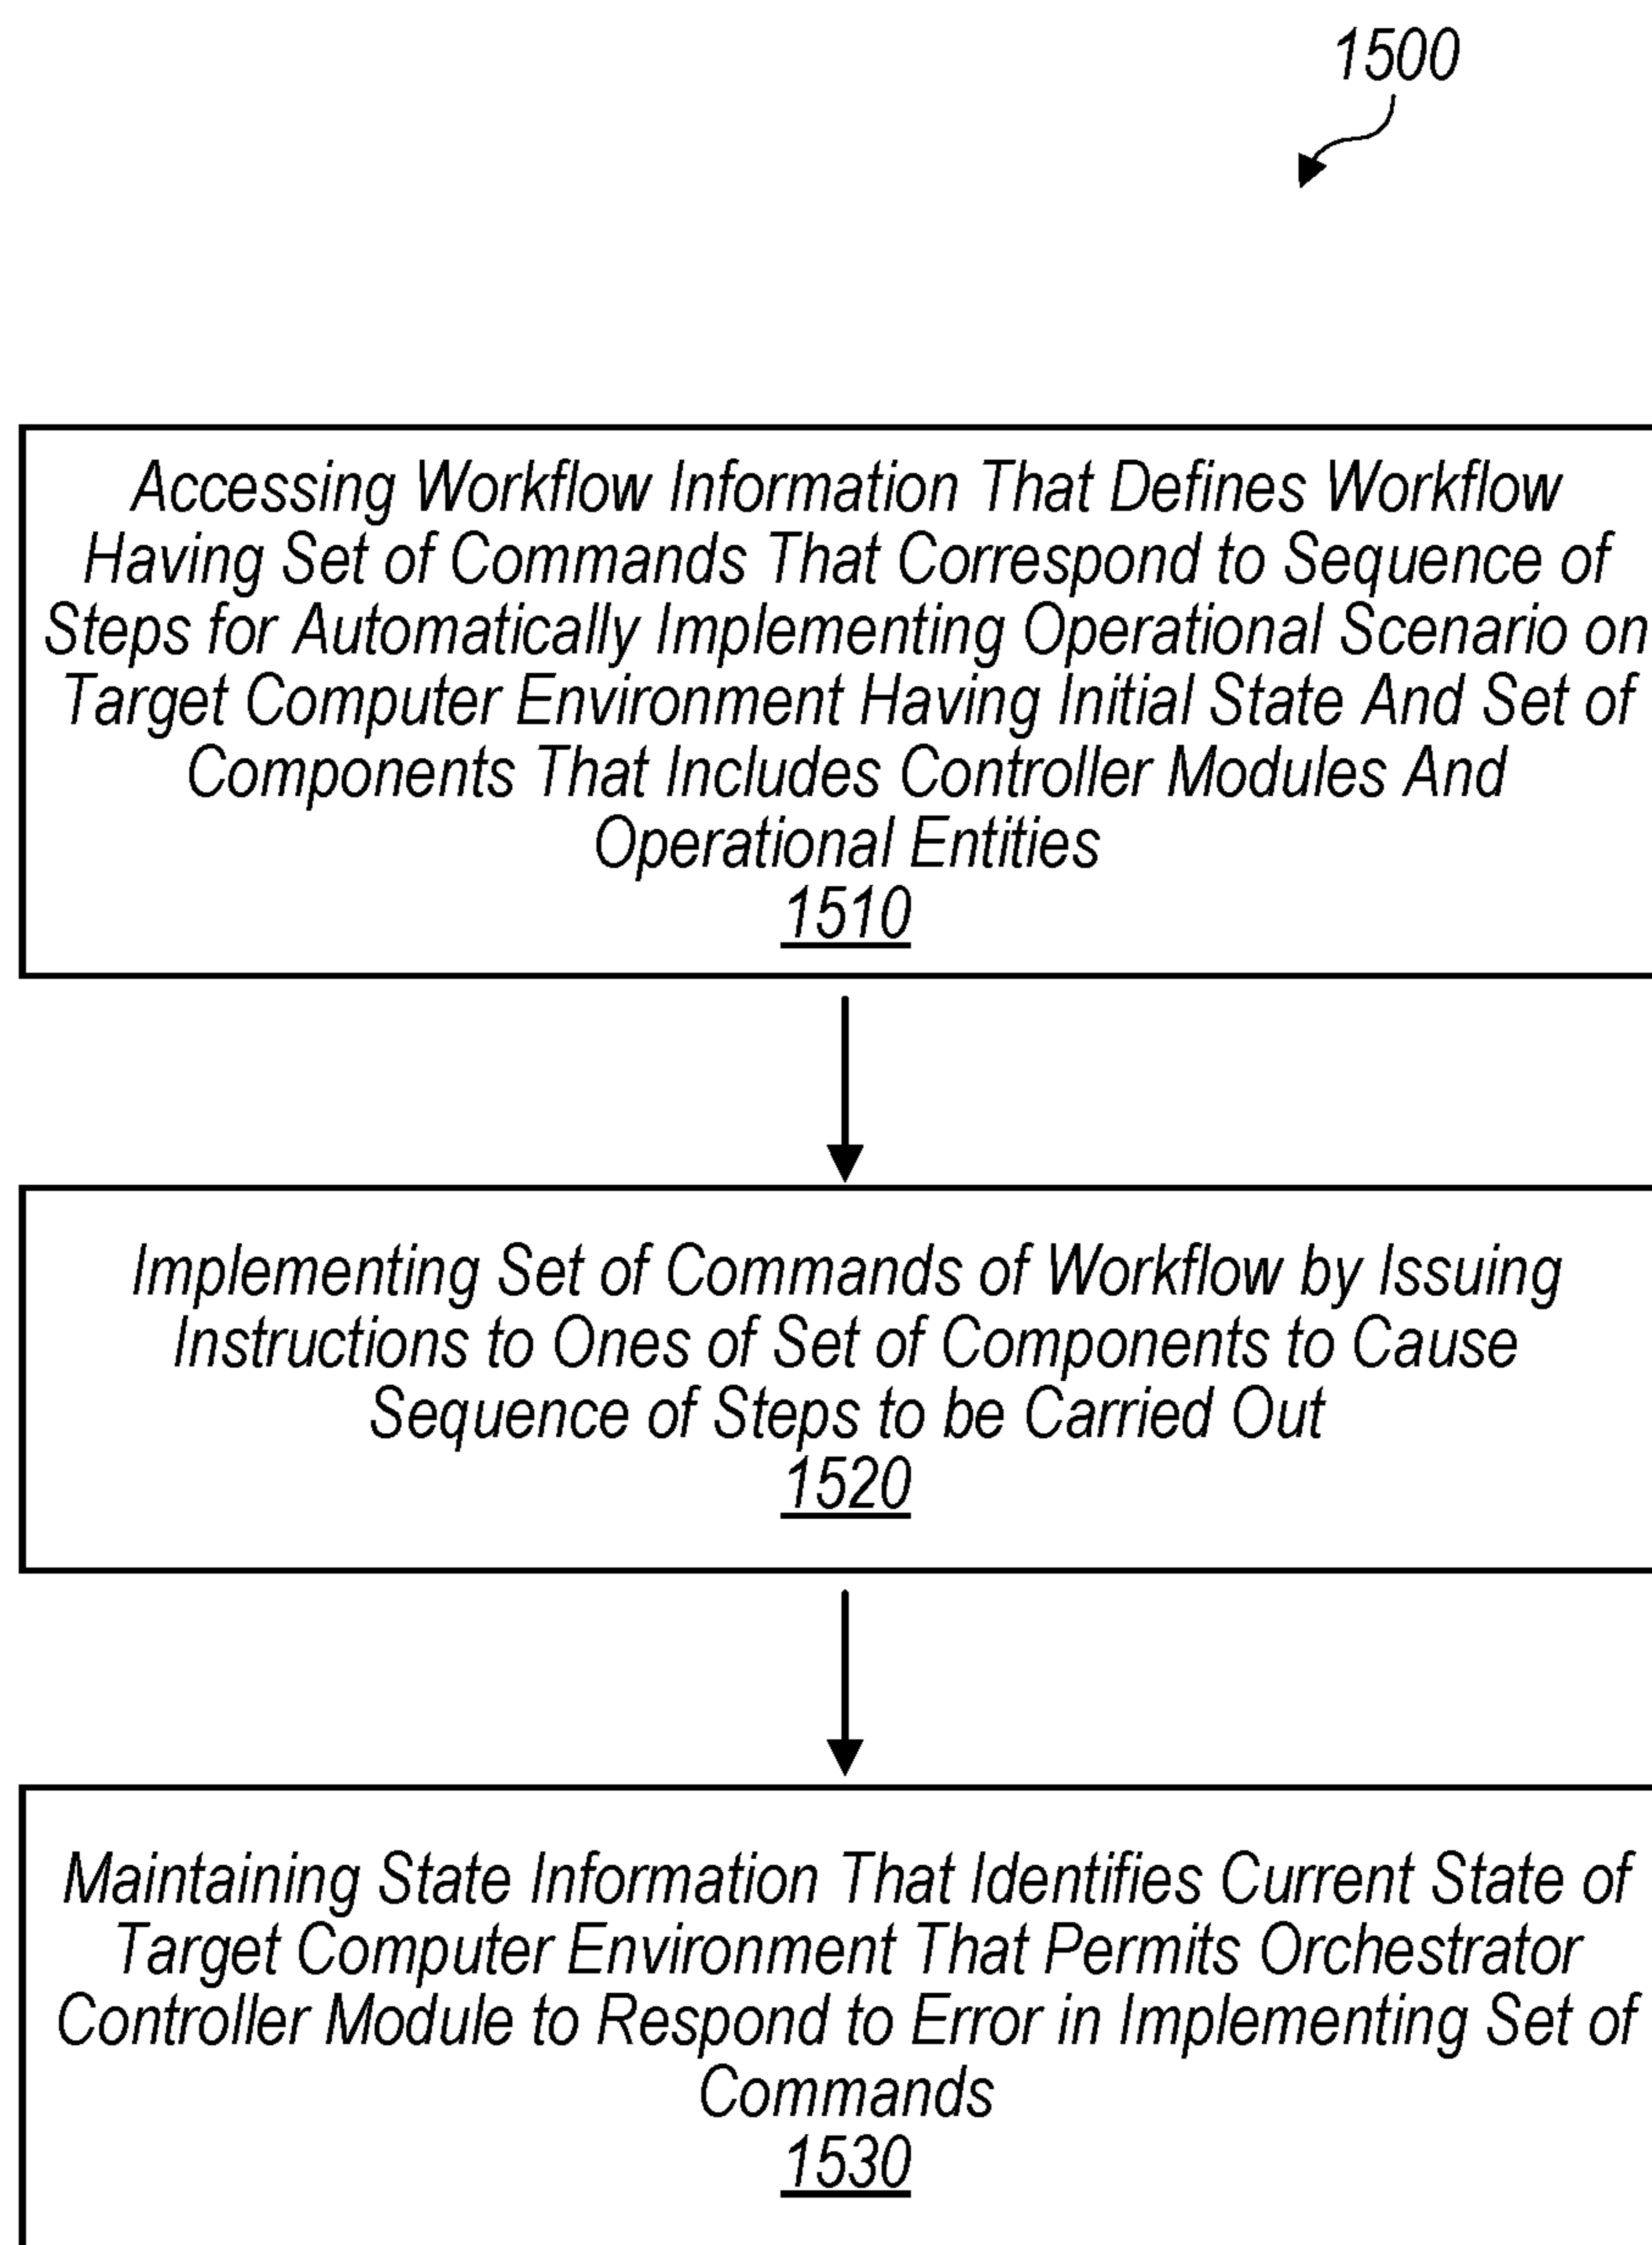 1500
Accessing Workflow Information That Defines Workflow
Having Set of Commands That Correspond to Sequence of
Steps for Automatically Implementing Operational Scenario on
Target Computer Environment Having Initial State And Set of
Components That Includes Controller Modules And
Operational Entities
1510
Implementing Set of Commands of Workflow by Issuing
Instructions to Ones of Set of Components to Cause
Sequence of Steps to be Carried Out
1520
Maintaining State Information That Identifies Current State of
Target Computer Environment That Permits Orchestrator
Controller Module to Respond to Error in Implementing Set of
Commands
1530